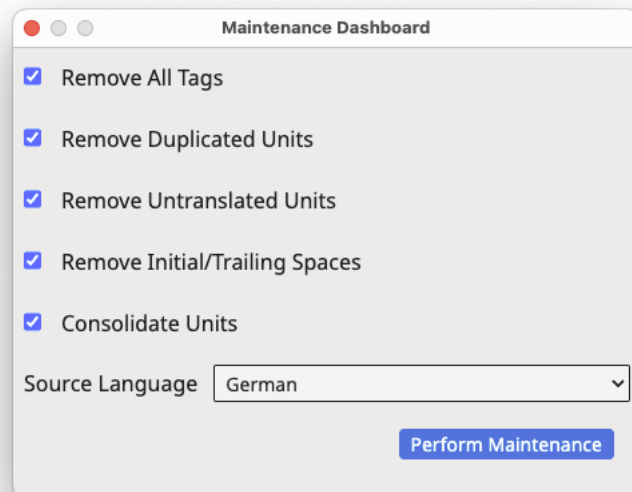 Maintenance Dashboard
Remove All Tags
Remove Duplicated Units
Remove Untranslated Units
Remove Initial/Trailing Spaces
Consolidate Units
Source Language German
Perform Maintenance